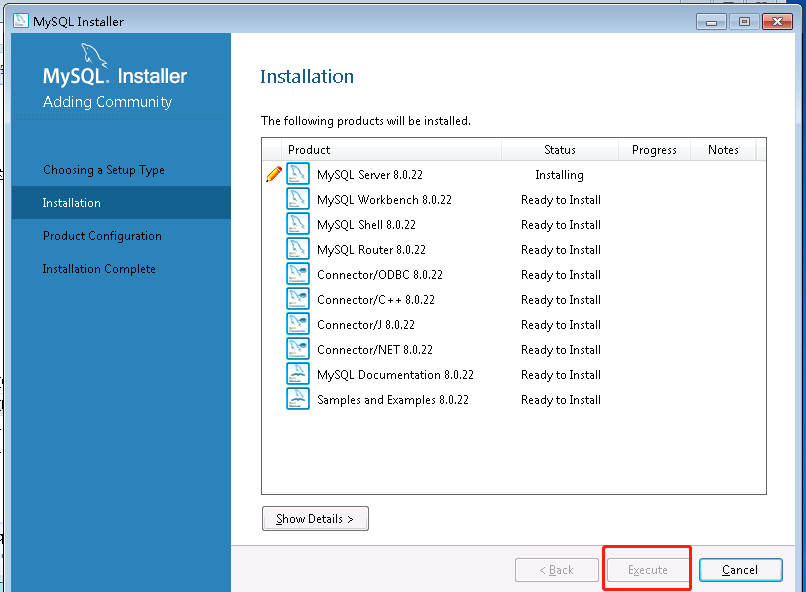 MySQL Installer
MySQL. Installer
Adding Community
Choosing a Setup Type
Installation
Product Configuration
Installation Complete
Installation
The following products will be installed.
Product Status Progress Notes
MySQL Server 8.0.22 Installing
MySQL Workbench 8.0.22 Ready to Install
MySQL Shell 8.0.22 Ready to Install
MySQL Router 8.0.22 Ready to Install
Connector/ODBC 8.0.22 Ready to Install
Connector/C++ 8.0.22 Ready to Install
Connector/J 8.0.22 Ready to Install
Connector/NET 8.0.22 Ready to Install
MySQL Documentation 8.0.22 Ready to Install
Samples and Examples 8.0.22 Ready to Install
Show Details >
< Back Execute Cancel